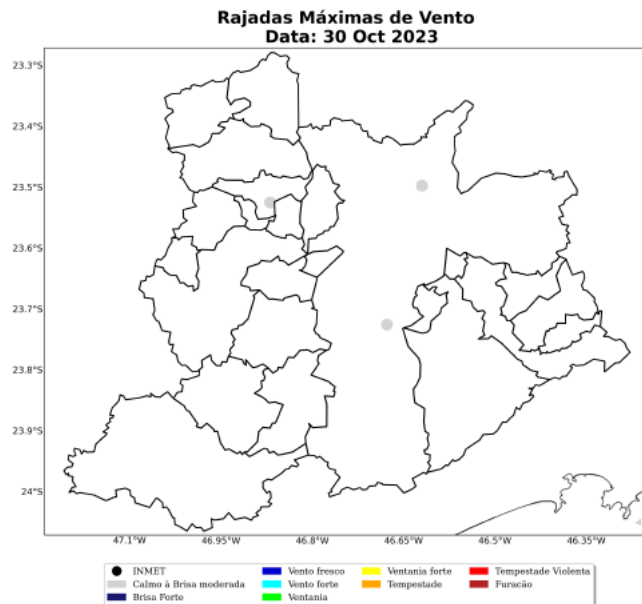 Rajadas Máximas de Vento
Data: 30 Oct 2023
23.3°S
23.4°S
23.5°S
23.6°S
23.7°S
23.8°S
23.9°S
24°S
47.1°W
46.95°W
46.8°W
46.65°W
46.5°W
46.35°W
INMET
Vento fresco
Ventania forte
Tempestade Violenta
Calmo à Brisa moderada
Vento forte
Tempestade
Furacão
Brisa Forte
Ventania